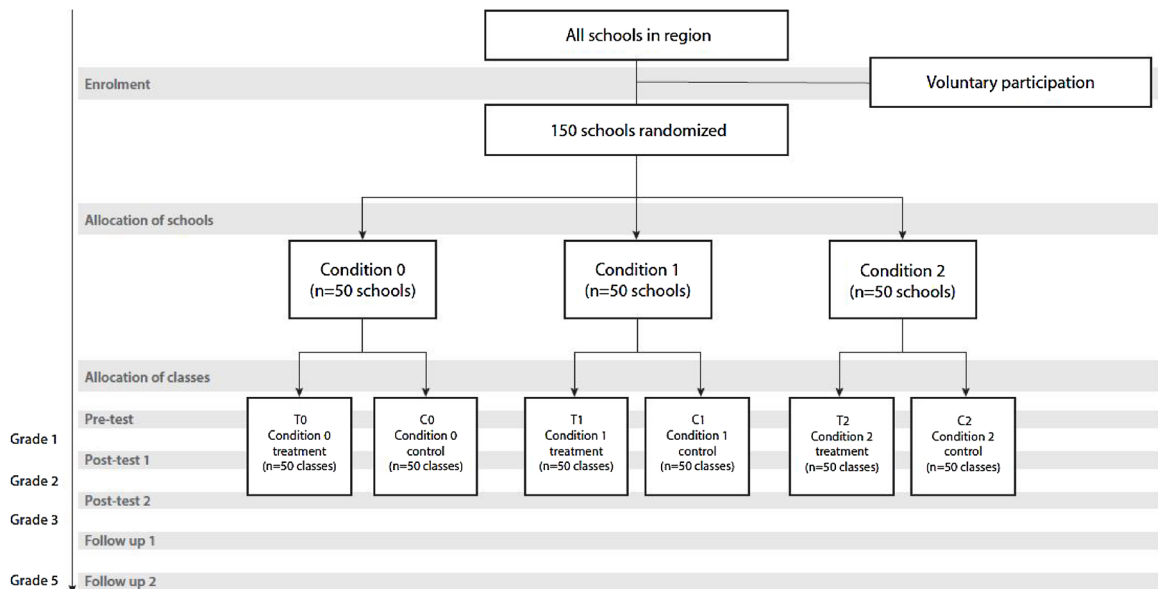 All schools in region
Enrolment
Voluntary participation
150 schools randomized
Allocation of schools
Condition 0
(n=50 schools)
Condition 1
(n=50 schools)
Condition 2
(n=50 schools)
Allocation of classes
Pre-test
T0
Condition 0
treatment
(n=50 classes)
C0
Condition 0
control
(n=50 classes)
T1
Condition 1
treatment
(n=50 classes)
C1
Condition 1
control
(n=50 classes)
T2
Condition 2
treatment
(n=50 classes)
C2
Condition 2
control
(n=50 classes)
Grade 1
Post-test 1
Grade 2
Post-test 2
Grade 3
Follow up 1
Grade 5
Follow up 2